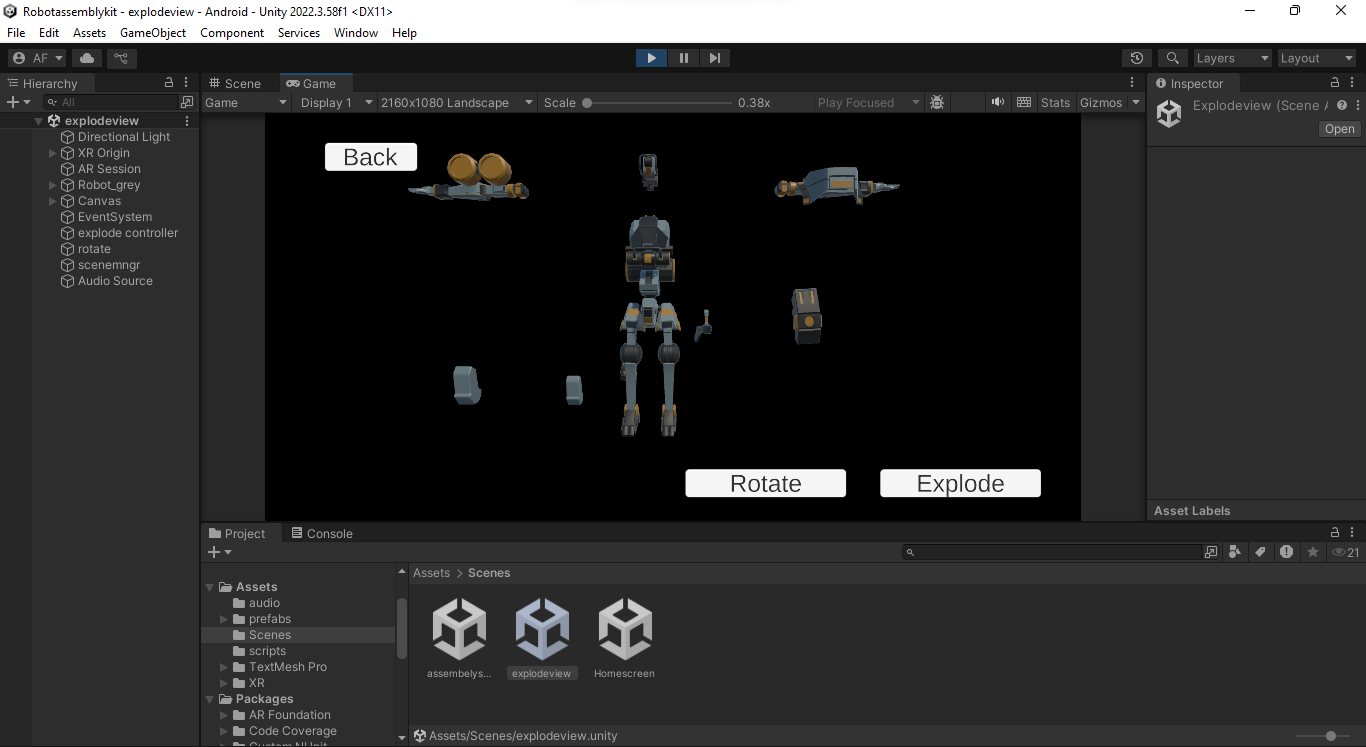 Robotassemblykit - explodeview - Android - Unity 2022.3.58f1 <DX11>
File Edit Assets GameObject Component Services Window Help
AF Layers Layout
Hierarchy
All
explodeview
Directional Light
XR Origin
AR Session
Robot_grey
Canvas
EventSystem
explode controller
rotate
scenemngr
Audio Source
Scene Game
Game Display 1 2160x1080 Landscape Scale 0.38x Play Focused Stats Gizmos
Back
Rotate Explode
Inspector
Explodeview (Scene A
Open
Asset Labels
Project Console
21
Assets
audio
prefabs
Scenes
scripts
TextMesh Pro
XR
Packages
AR Foundation
Code Coverage
Custom NUnit
Assets > Scenes
assembelys... explodeview Homescreen
Assets/Scenes/explodeview.unity